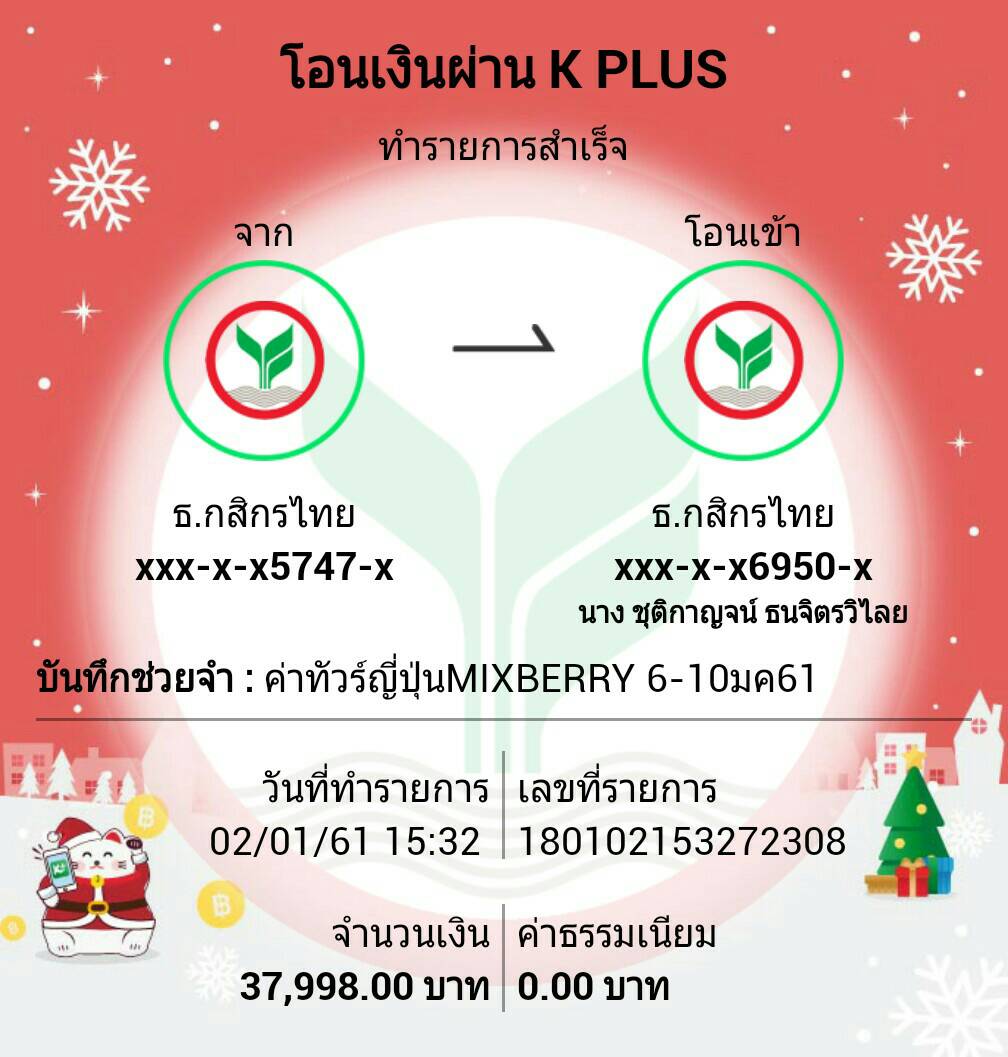 โอนเงินผ่าน K PLUS
ทำรายการสำเร็จ
จาก
โอนเข้า
ธ.กสิกรไทย
xxx-x-x5747-x
ธ.กสิกรไทย
xxx-x-x6950-x
นาง ชุติกาญจน์ ธนจิตรวิไลย
บันทึกช่วยจำ : ค่าทัวร์ญี่ปุ่นMIXBERRY 6-10มค61
วันที่ทำรายการ
02/01/61 15:32
เลขที่รายการ
180102153272308
จำนวนเงิน
37,998.00 บาท
ค่าธรรมเนียม
0.00 บาท